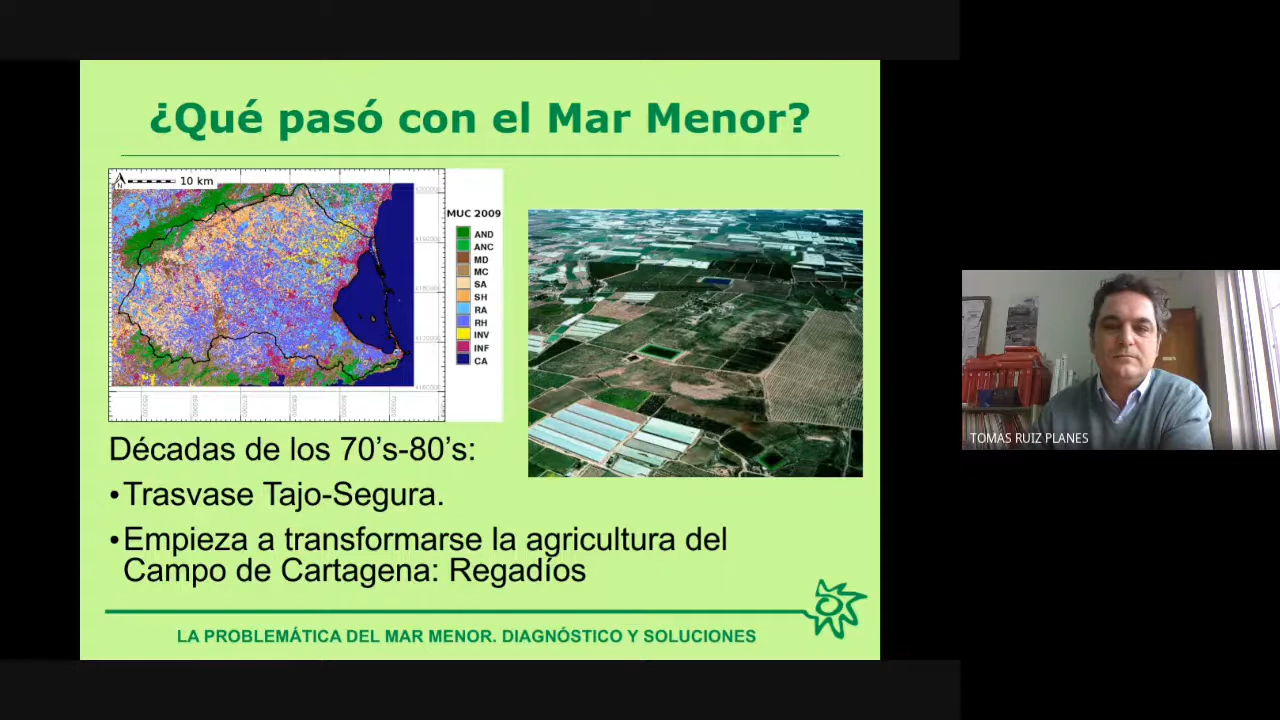 ¿Qué pasó con el Mar Menor?
N
10 km
MUC 2009
AND
ANC
MD
MC
SA
SH
RA
RH
INV
INF
CA
Décadas de los 70's-80's:
•Trasvase Tajo-Segura.
•Empieza a transformarse la agricultura del
Campo de Cartagena: Regadíos
LA PROBLEMÁTICA DEL MAR MENOR. DIAGNÓSTICO Y SOLUCIONES
TOMAS RUIZ PLANES